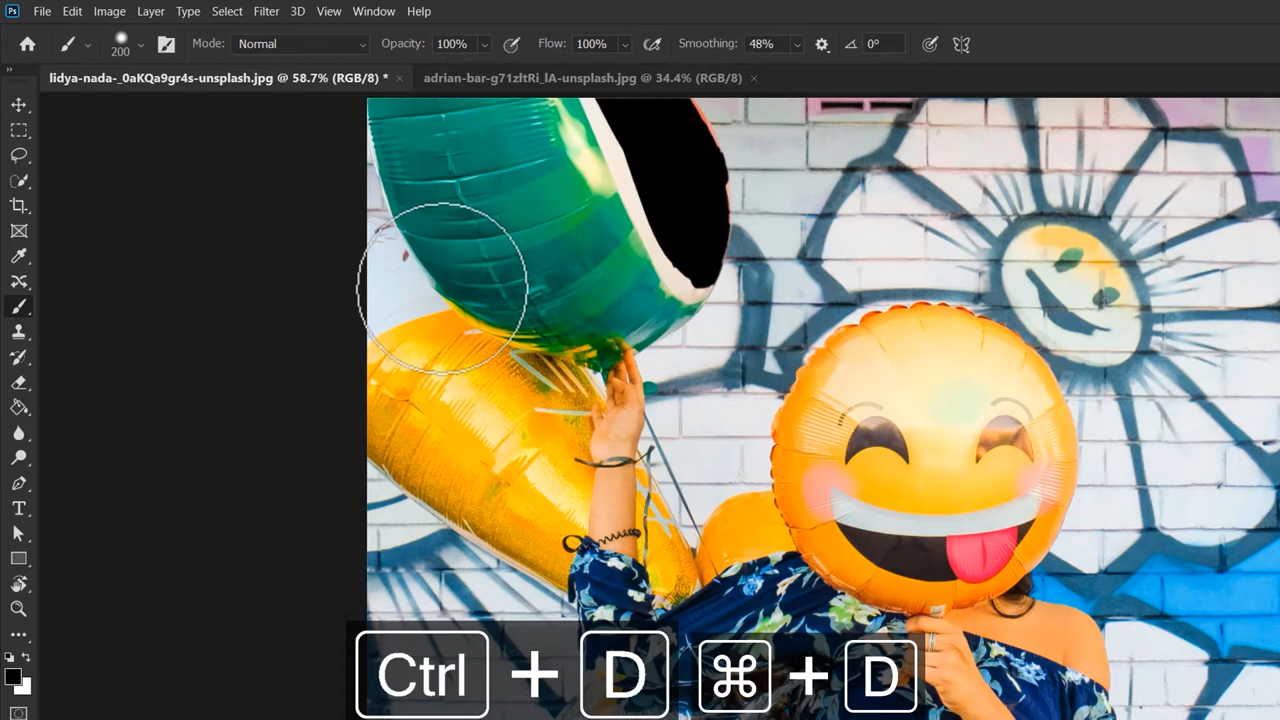 Ps File Edit Image Layer Type Select Filter 3D View Window Help
200 Mode: Normal Opacity: 100% Flow: 100% Smoothing: 48% 0°
lidya-nada-_0aKQa9gr4s-unsplash.jpg @ 58.7% (RGB/8) * × adrian-bar-g71zltRi_lA-unsplash.jpg @ 34.4% (RGB/8) ×
Ctrl + D ⌘ + D